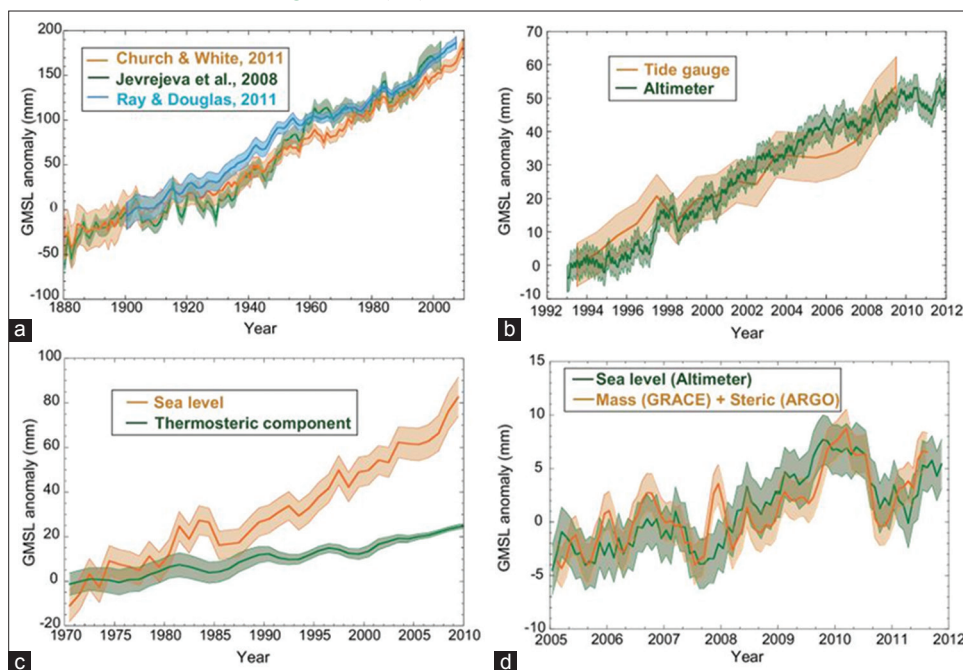 200
150
100
50
0
-50
-100
GMSL anomaly (mm)
Church & White, 2011
Jevrejeva et al., 2008
Ray & Douglas, 2011
1880 1900 1920 1940 1960 1980 2000
Year
a
70
60
50
40
30
20
10
0
-10
GMSL anomaly (mm)
Tide gauge
Altimeter
1992 1994 1996 1998 2000 2002 2004 2006 2008 2010 2012
Year
b
100
80
60
40
20
0
-20
GMSL anomaly (mm)
Sea level
Thermosteric component
1970 1975 1980 1985 1990 1995 2000 2005 2010
Year
c
15
10
5
0
-5
-10
GMSL anomaly (mm)
Sea level (Altimeter)
Mass (GRACE) + Steric (ARGO)
2005 2006 2007 2008 2009 2010 2011 2012
Year
d